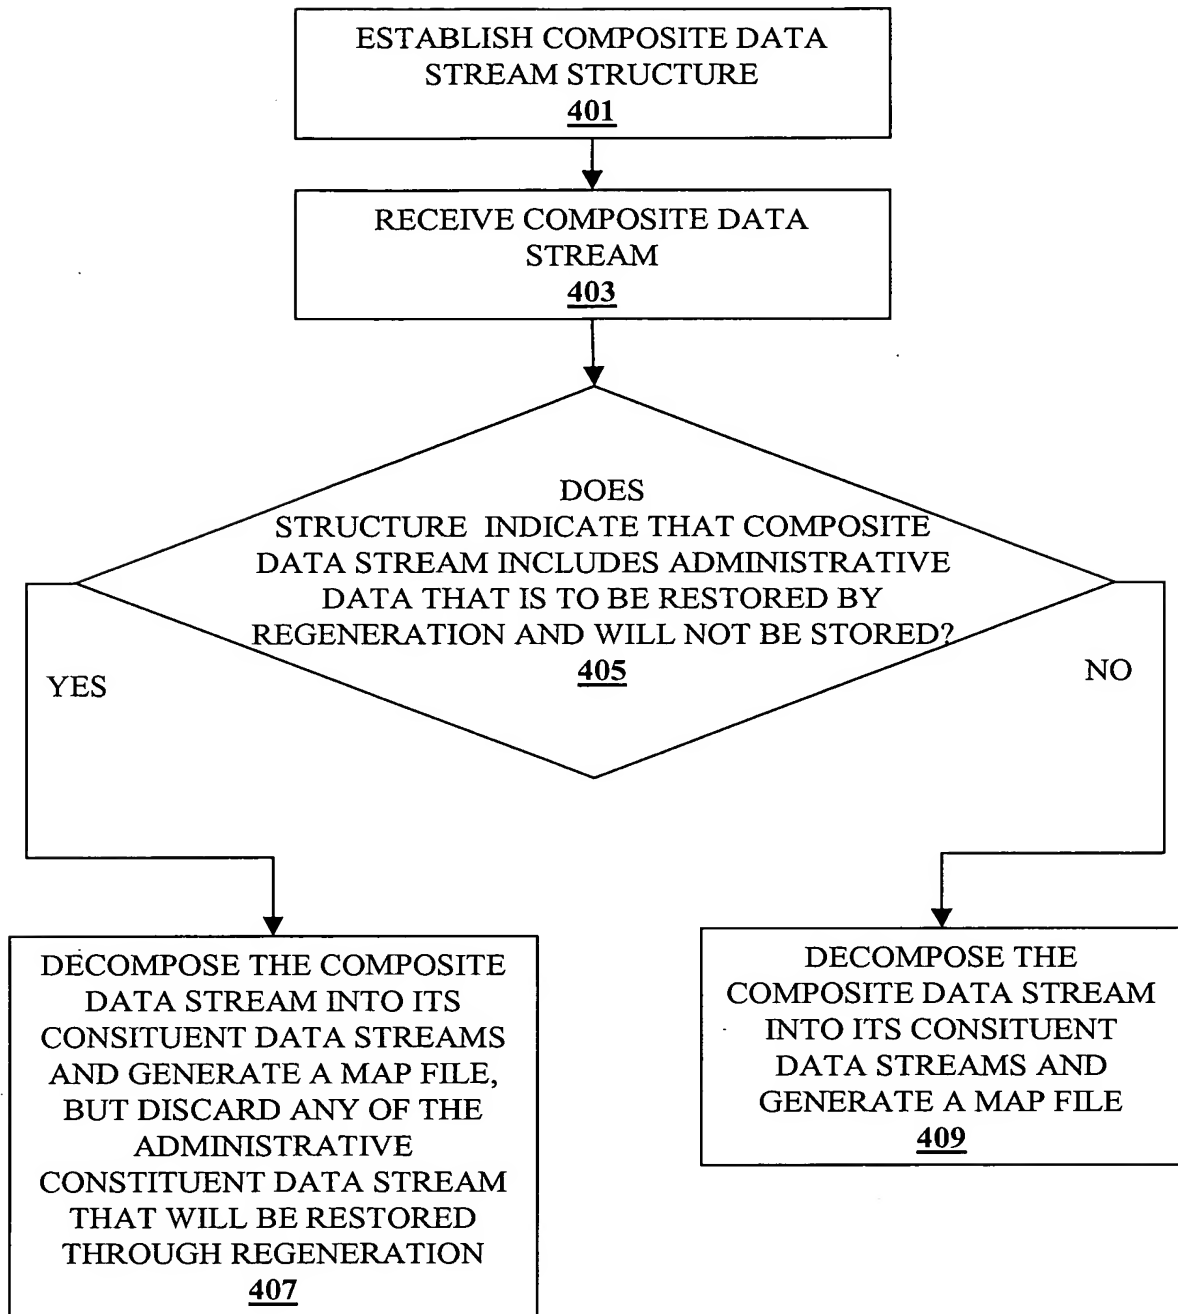 ESTABLISH COMPOSITE DATA
STREAM STRUCTURE
401
RECEIVE COMPOSITE DATA
STREAM
403
DOES
STRUCTURE INDICATE THAT COMPOSITE
DATA STREAM INCLUDES ADMINISTRATIVE
DATA THAT IS TO BE RESTORED BY
REGENERATION AND WILL NOT BE STORED?
405
YES
NO
DECOMPOSE THE COMPOSITE
DATA STREAM INTO ITS
CONSITUENT DATA STREAMS
AND GENERATE A MAP FILE,
BUT DISCARD ANY OF THE
ADMINISTRATIVE
CONSTITUENT DATA STREAM
THAT WILL BE RESTORED
THROUGH REGENERATION
407
DECOMPOSE THE
COMPOSITE DATA STREAM
INTO ITS CONSITUENT
DATA STREAMS AND
GENERATE A MAP FILE
409